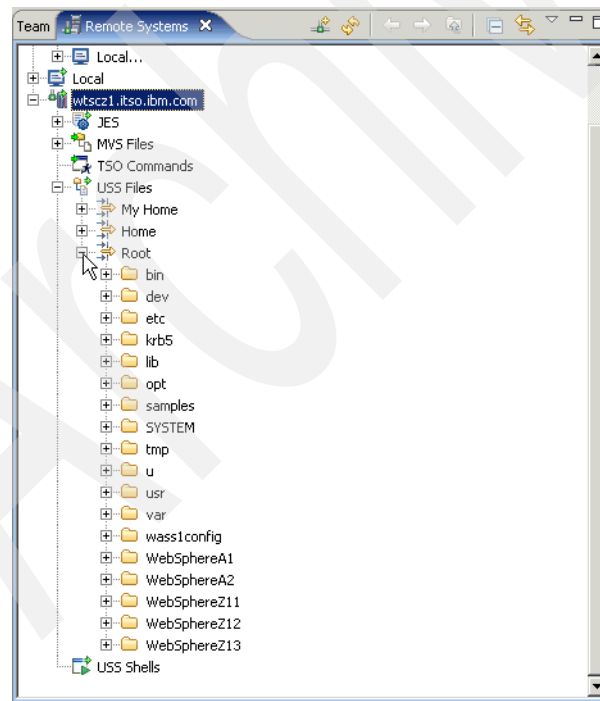 Team Remote Systems
Local...
Local
wtscz1.itso.ibm.com
JES
MVS Files
TSO Commands
USS Files
My Home
Home
Root
bin
dev
etc
krb5
lib
opt
samples
SYSTEM
tmp
u
usr
var
wass1config
WebSphereA1
WebSphereA2
WebSphereZ11
WebSphereZ12
WebSphereZ13
USS Shells